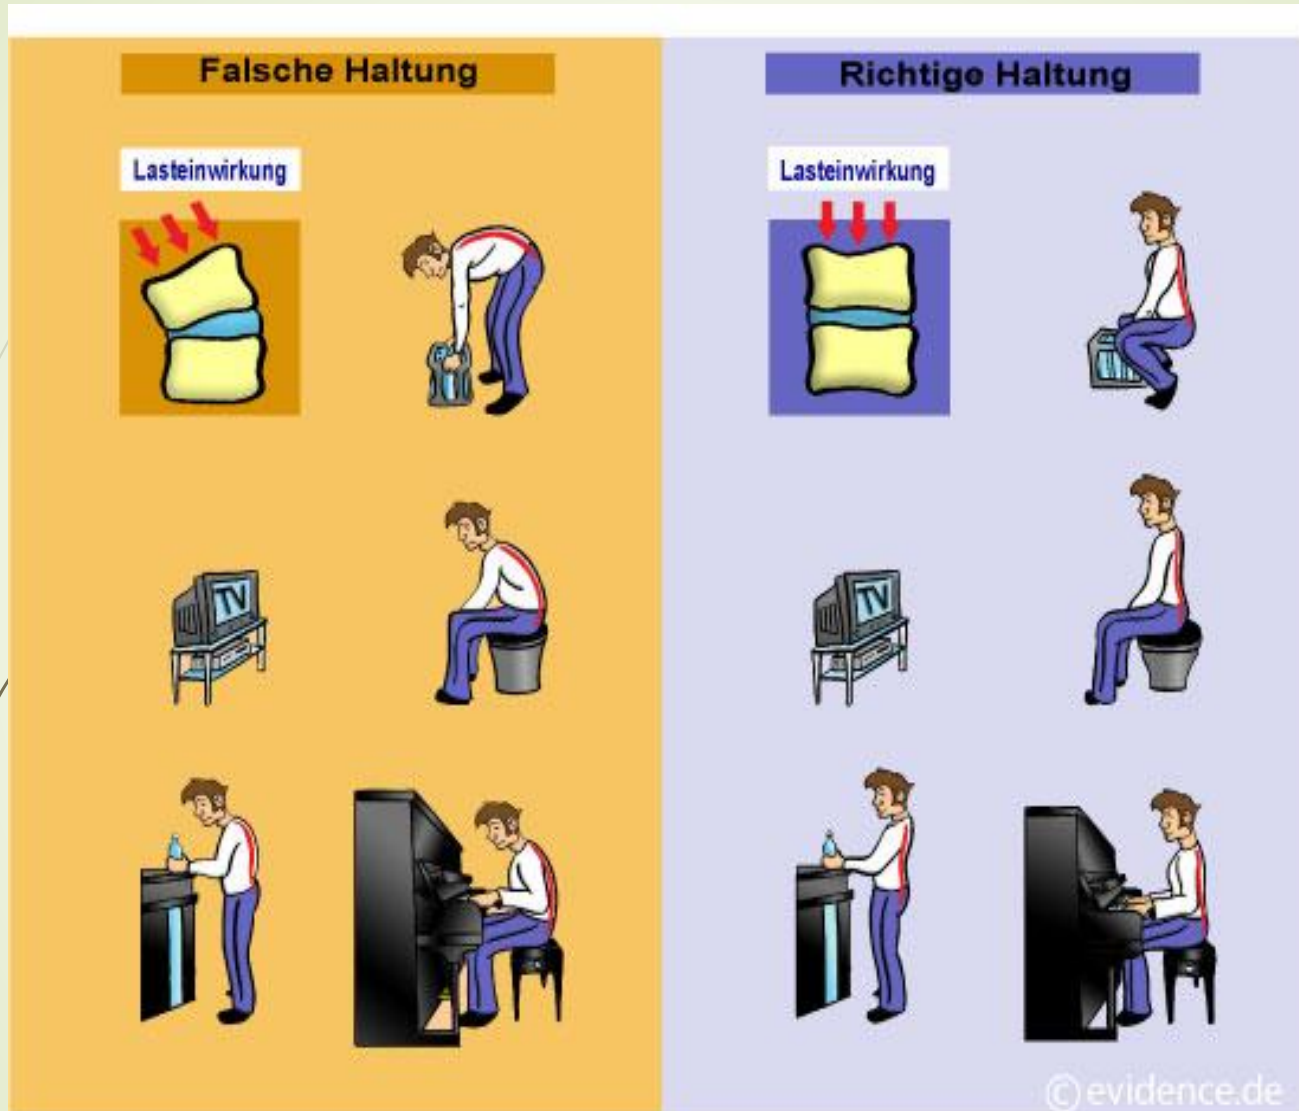 Falsche Haltung
Richtige Haltung
Lasteinwirkung
Lasteinwirkung
TV
TV
© evidence.de